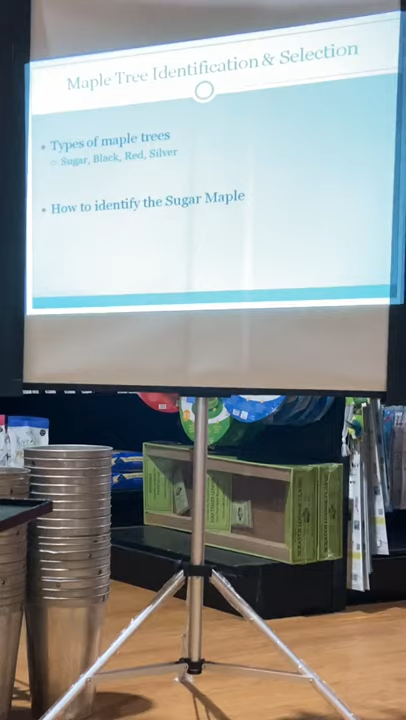 Maple Tree Identification & Selection
• Types of maple trees
○ Sugar, Black, Red, Silver
• How to identify the Sugar Maple